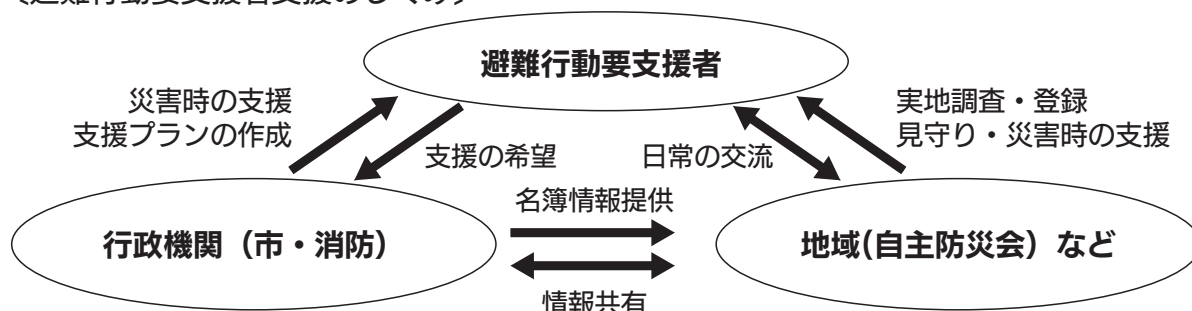 避難行動要支援者
災害時の支援
支援プランの作成
実地調査・登録
見守り・災害時の支援
支援の希望
日常の交流
名簿情報提供
行政機関（市・消防）
地域(自主防災会）など
情報共有